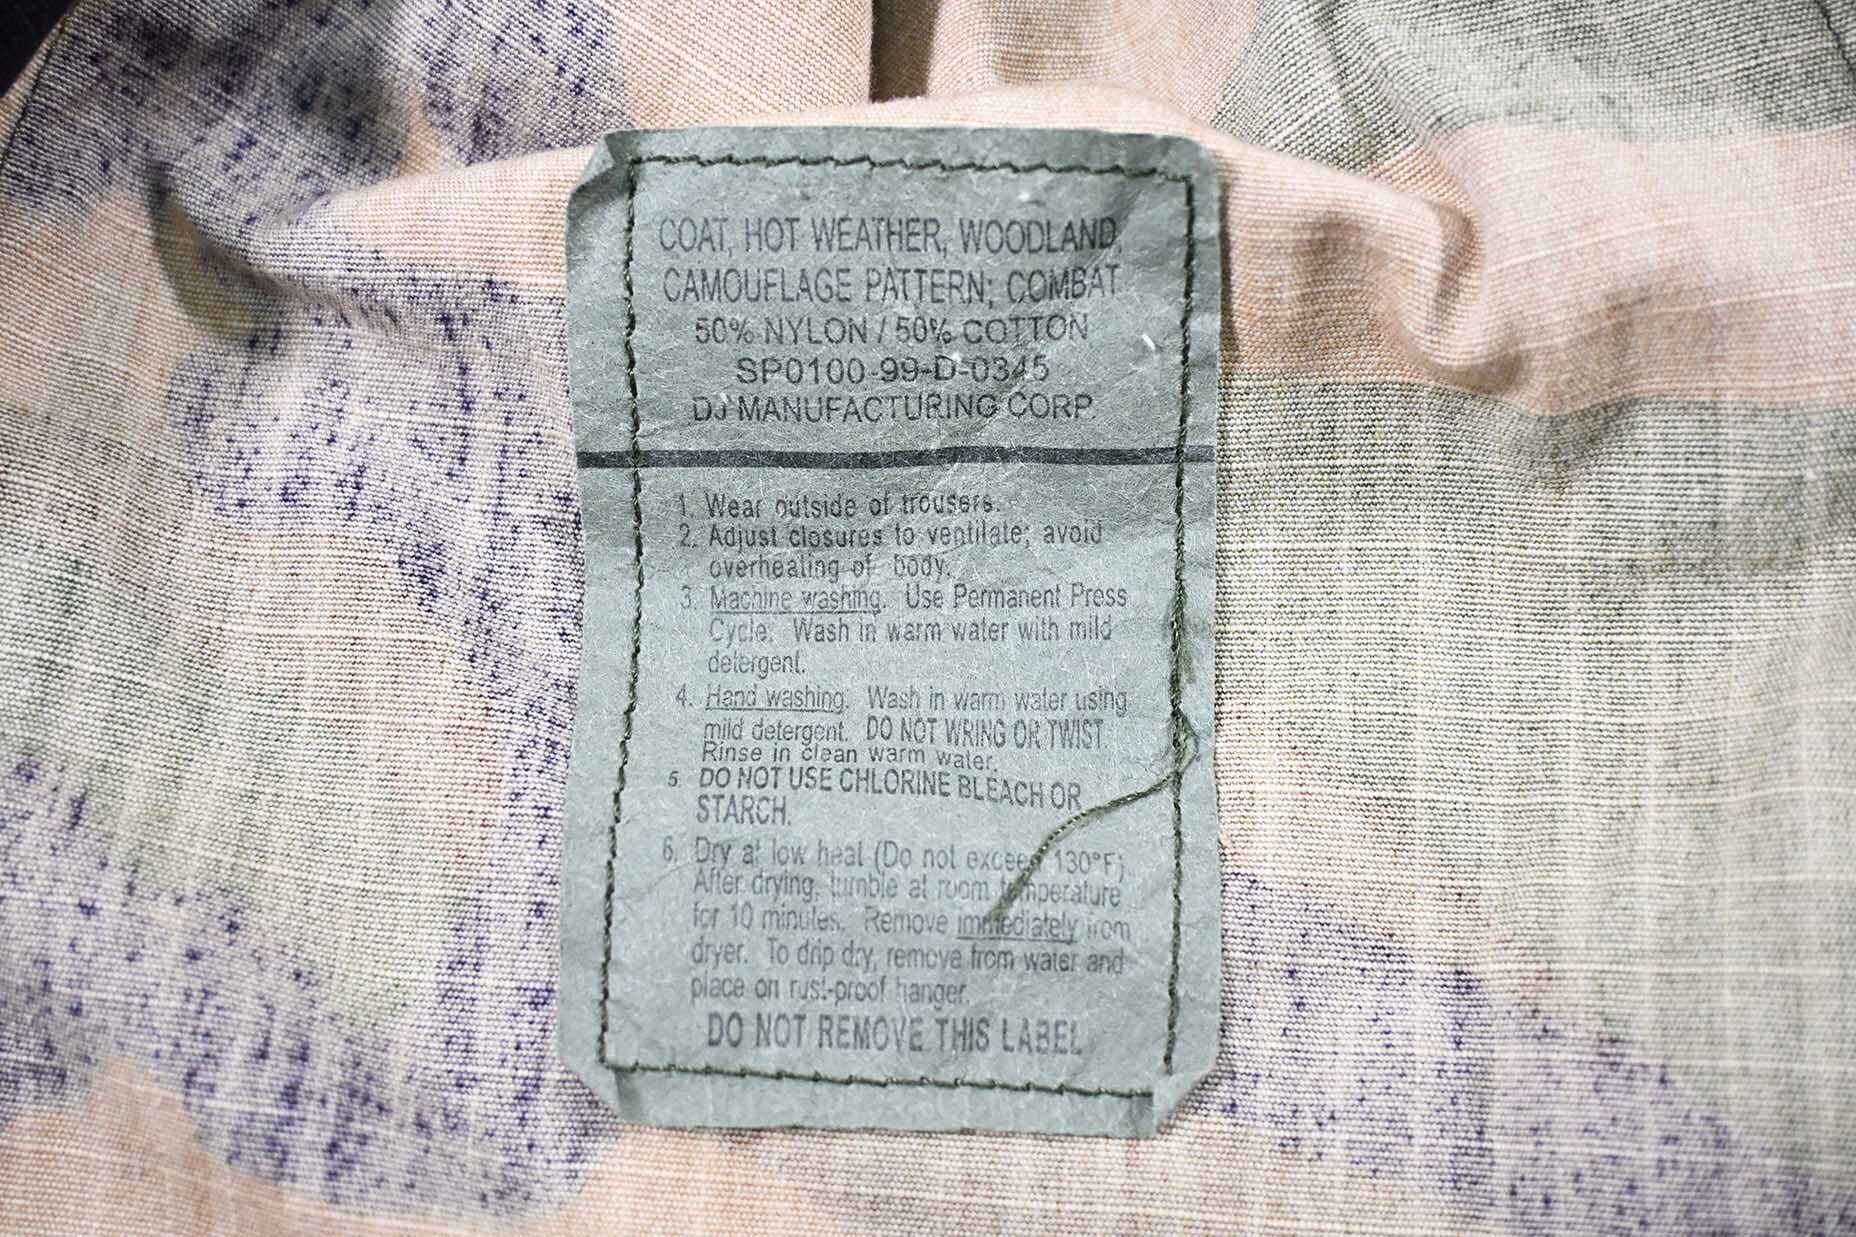 COAT, HOT WEATHER, WOODLAND,
CAMOUFLAGE PATTERN; COMBAT
50% NYLON / 50% COTTON
SP0100-99-D-0345
DJ MANUFACTURING CORP.
1. Wear outside of trousers.
2. Adjust closures to ventilate; avoid
overheating of body.
3. Machine washing. Use Permanent Press
Cycle. Wash in warm water with mild
detergent.
4. Hand washing. Wash in warm water using
mild detergent. DO NOT WRING OR TWIST.
Rinse in clean warm water.
5. DO NOT USE CHLORINE BLEACH OR
STARCH.
6. Dry at low heat (Do not exceed 130°F).
After drying, tumble at room temperature
for 10 minutes. Remove immediately from
dryer. To drip dry, remove from water and
place on rust-proof hanger.
DO NOT REMOVE THIS LABEL